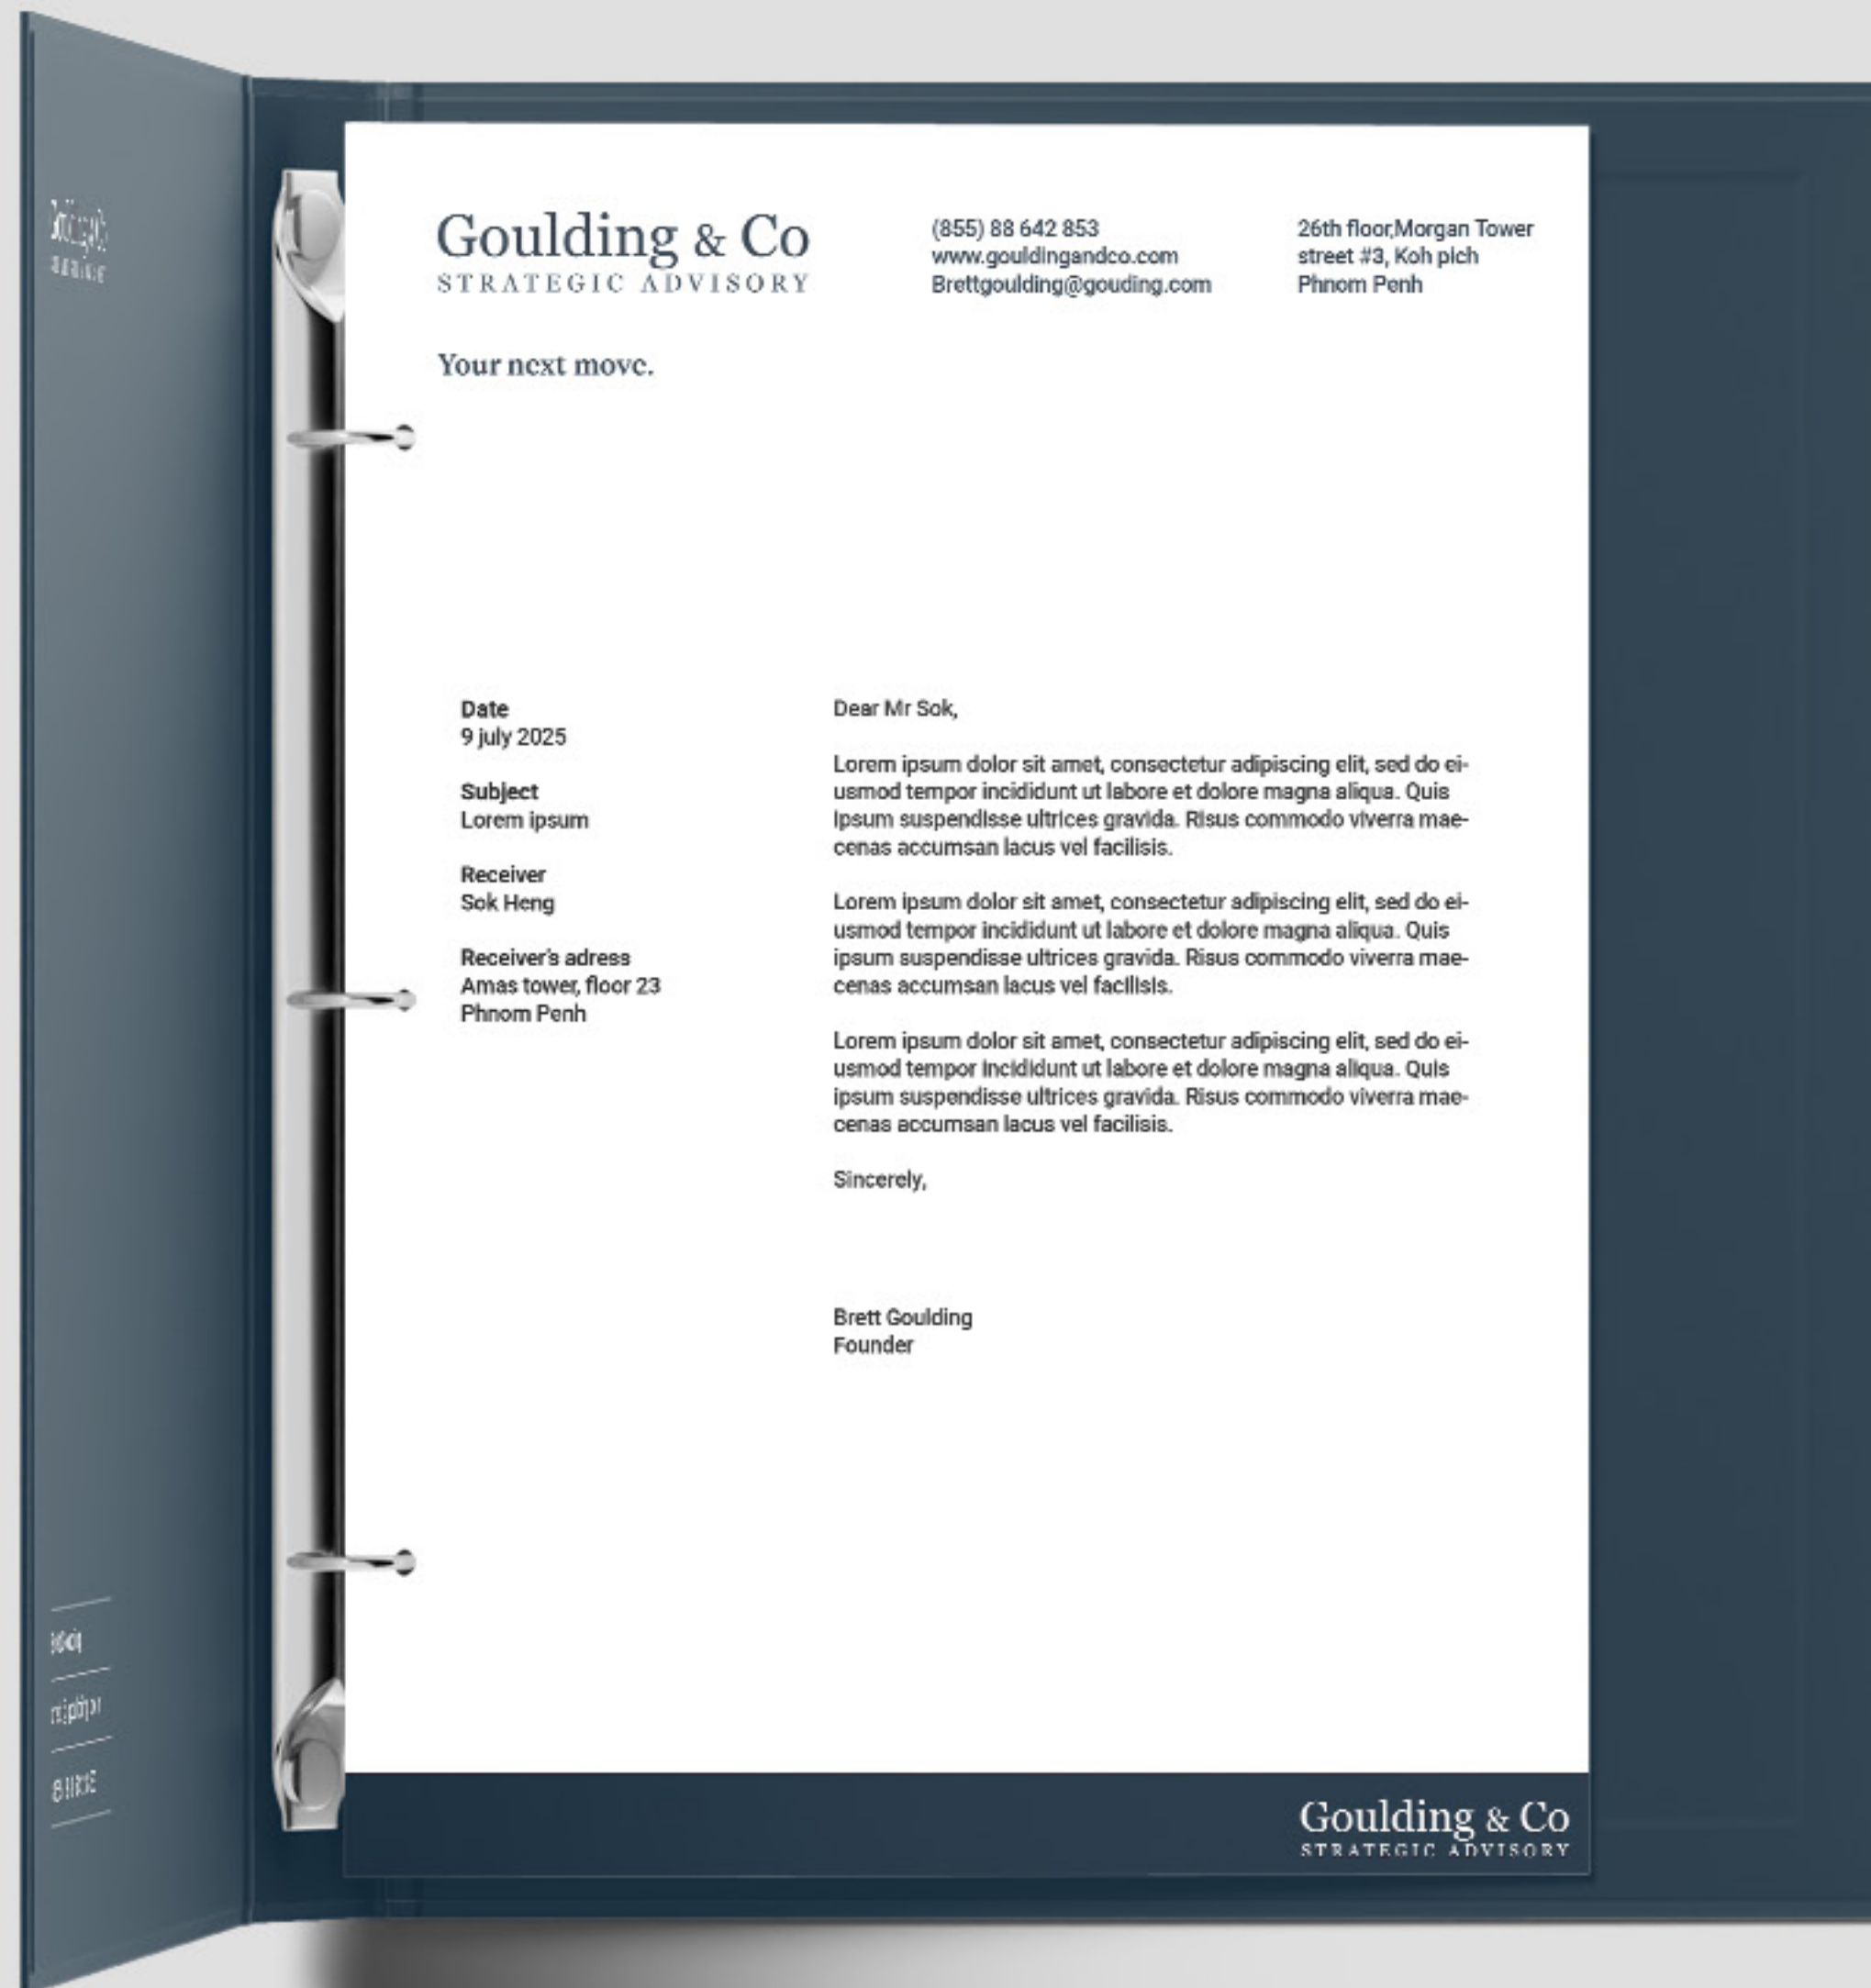 Goulding & Co
STRATEGIC ADVISORY
Your next move.
(855) 88 642 853
www.gouldingandco.com
Brettgoulding@gouding.com
26th floor,Morgan Tower
street #3, Koh pich
Phnom Penh
Date
9 july 2025
Subject
Lorem ipsum
Receiver
Sok Heng
Receiver's adress
Amas tower, floor 23
Phnom Penh
Dear Mr Sok,
Lorem ipsum dolor sit amet, consectetur adipiscing elit, sed do ei-
usmod tempor incididunt ut labore et dolore magna aliqua. Quis
ipsum suspendisse ultrices gravida. Risus commodo viverra mae-
cenas accumsan lacus vel facilisis.
Lorem ipsum dolor sit amet, consectetur adipiscing elit, sed do ei-
usmod tempor incididunt ut labore et dolore magna aliqua. Quis
ipsum suspendisse ultrices gravida. Risus commodo viverra mae-
cenas accumsan lacus vel facilisis.
Lorem ipsum dolor sit amet, consectetur adipiscing elit, sed do ei-
usmod tempor incididunt ut labore et dolore magna aliqua. Quis
ipsum suspendisse ultrices gravida. Risus commodo viverra mae-
cenas accumsan lacus vel facilisis.
Sincerely,
Brett Goulding
Founder
Goulding & Co
STRATEGIC ADVISORY